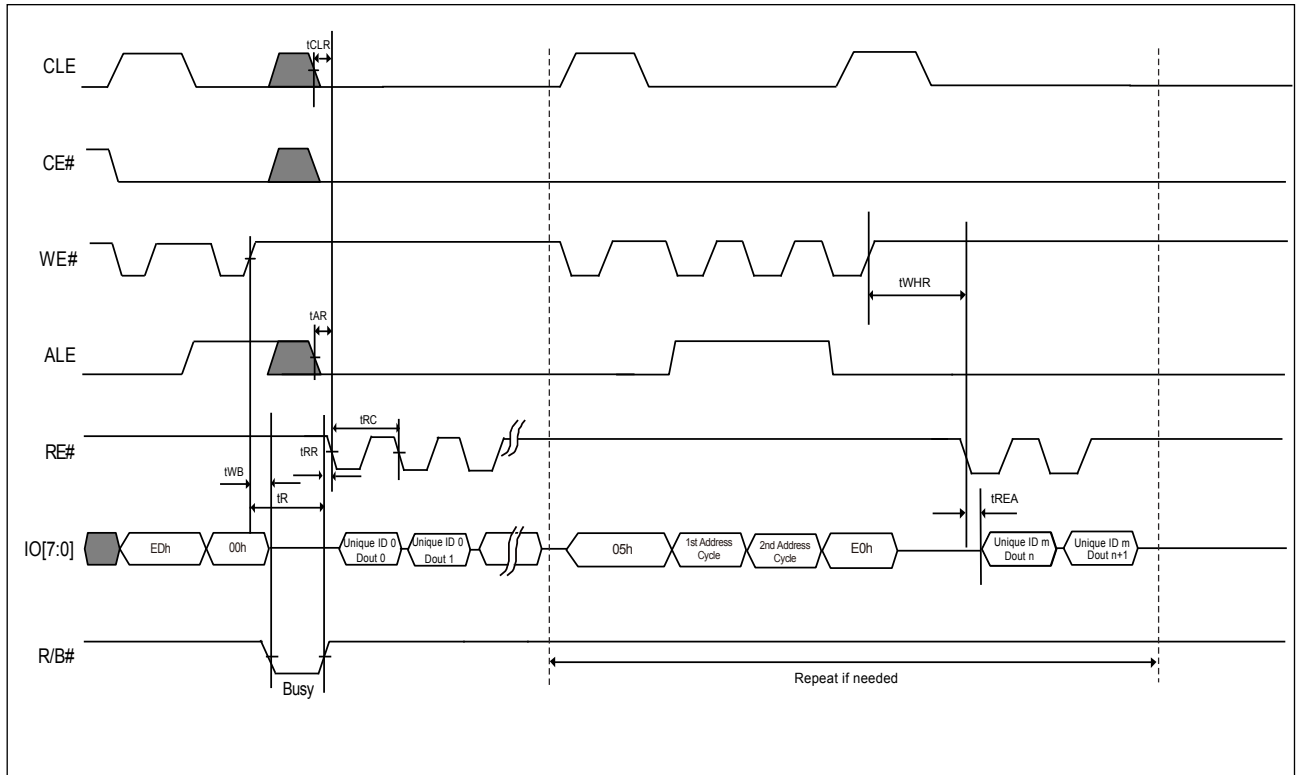 tCLR
CLE
CE#
WE#
tWHR
tAR
ALE
tRC
RE#
tRR
tWB
tR
tREA
IO[7:0]
EDh
00h
Unique ID 0
Dout 0
Unique ID 0
Dout 1
05h
1st Address
Cycle
2nd Address
Cycle
E0h
Unique ID m
Dout n
Unique ID m
Dout n+1
R/B#
Busy
Repeat if needed